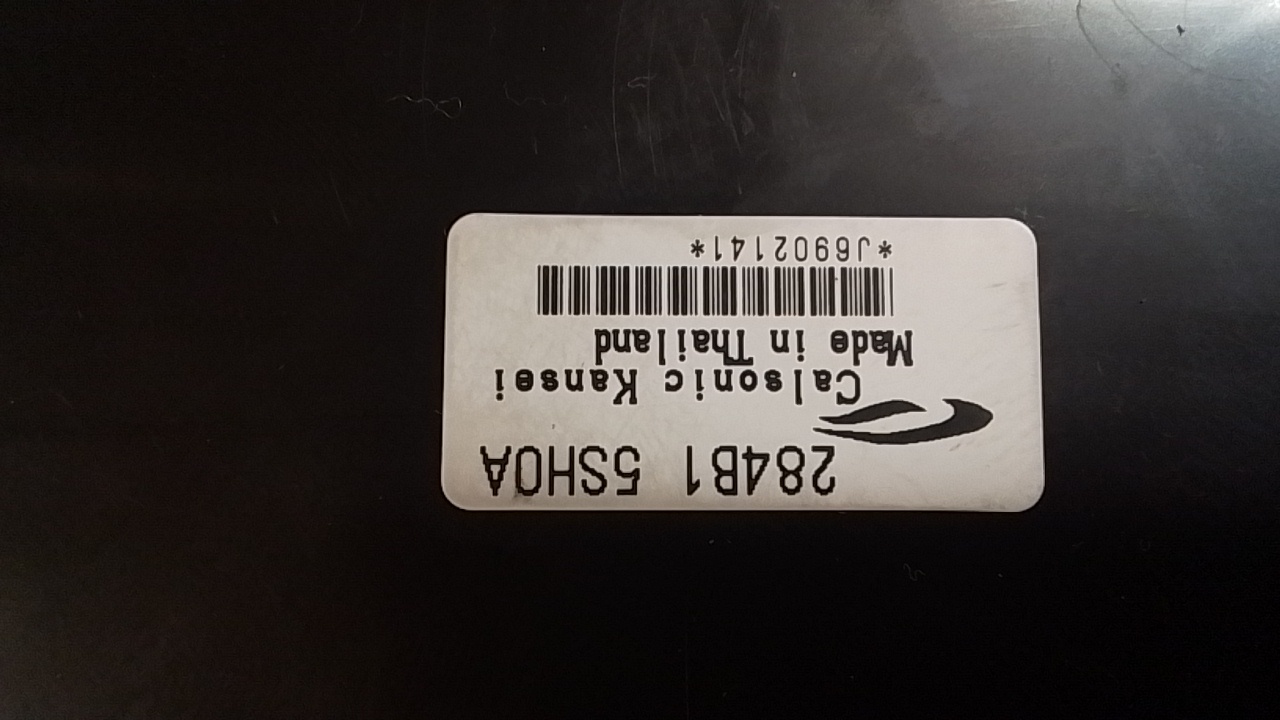 284B1 5SH0A
Calsonic Kansei
Made in Thailand
*J6902141*